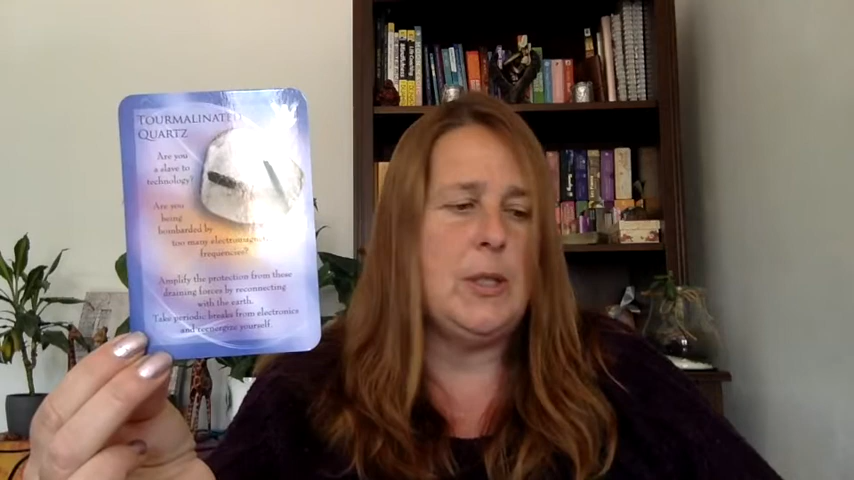 TOURMALINATED
QUARTZ
Are you
a slave to
technology?
Are you
being
bombarded by
too many electromagnetic
frequencies?
Amplify the protection from these
draining forces by reconnecting
with the earth.
Take periodic breaks from electronics
and reenergize yourself.